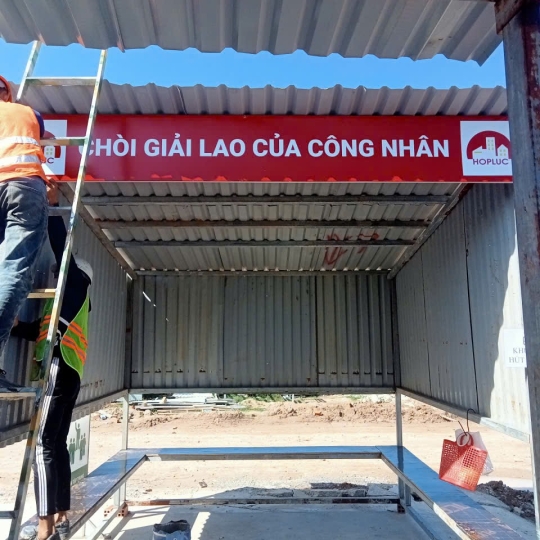 CHÒI GIẢI LAO CỦA CÔNG NHÂN
HOPLUC